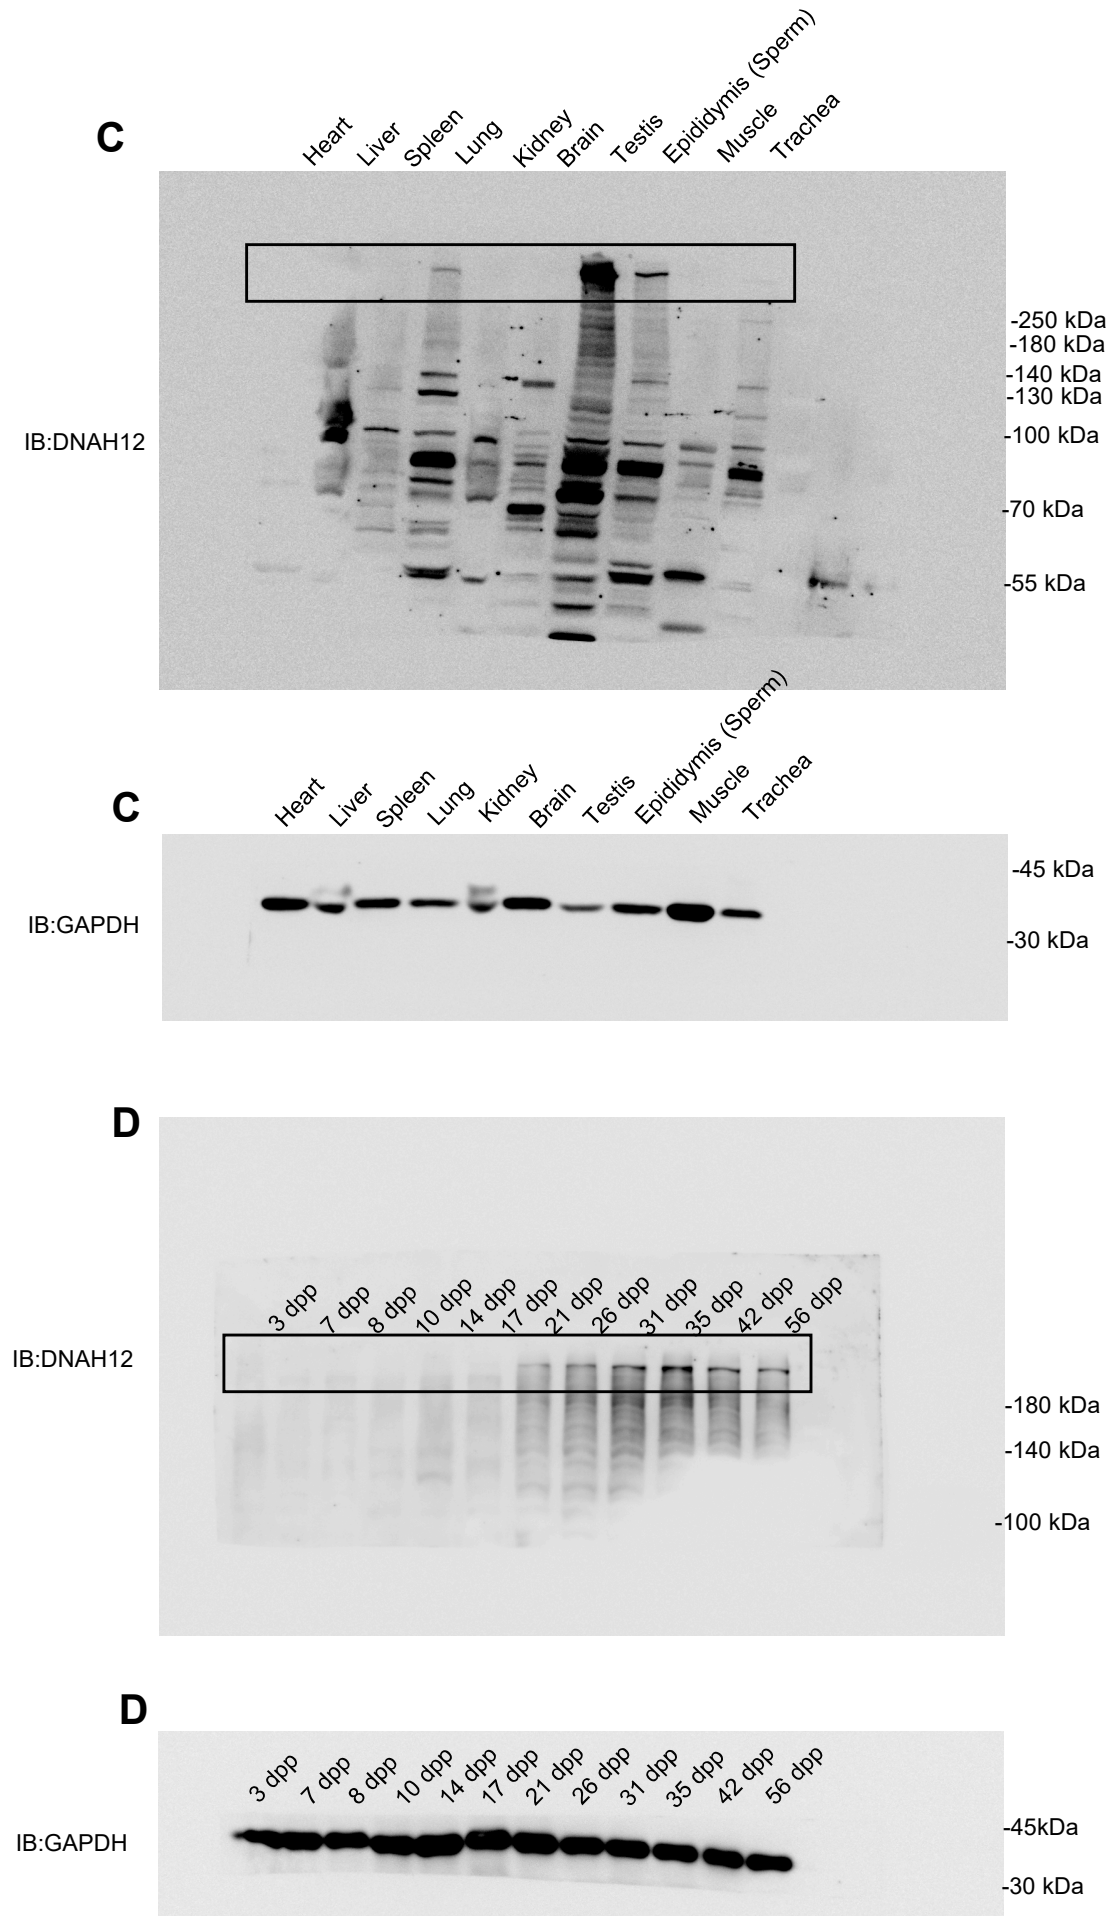 C
Heart
Liver
Spleen
Lung
Kidney
Brain
Testis
Epididymis (Sperm)
Muscle
Trachea
IB:DNAH12
-250 kDa
-180 kDa
-140 kDa
-130 kDa
-100 kDa
-70 kDa
-55 kDa
C
Heart
Liver
Spleen
Lung
Kidney
Brain
Testis
Epididymis (Sperm)
Muscle
Trachea
IB:GAPDH
-45 kDa
-30 kDa
D
3 dpp
7 dpp
8 dpp
10 dpp
14 dpp
17 dpp
21 dpp
26 dpp
31 dpp
35 dpp
42 dpp
56 dpp
IB:DNAH12
-180 kDa
-140 kDa
-100 kDa
D
3 dpp
7 dpp
8 dpp
10 dpp
14 dpp
17 dpp
21 dpp
26 dpp
31 dpp
35 dpp
42 dpp
56 dpp
IB:GAPDH
-45kDa
-30 kDa